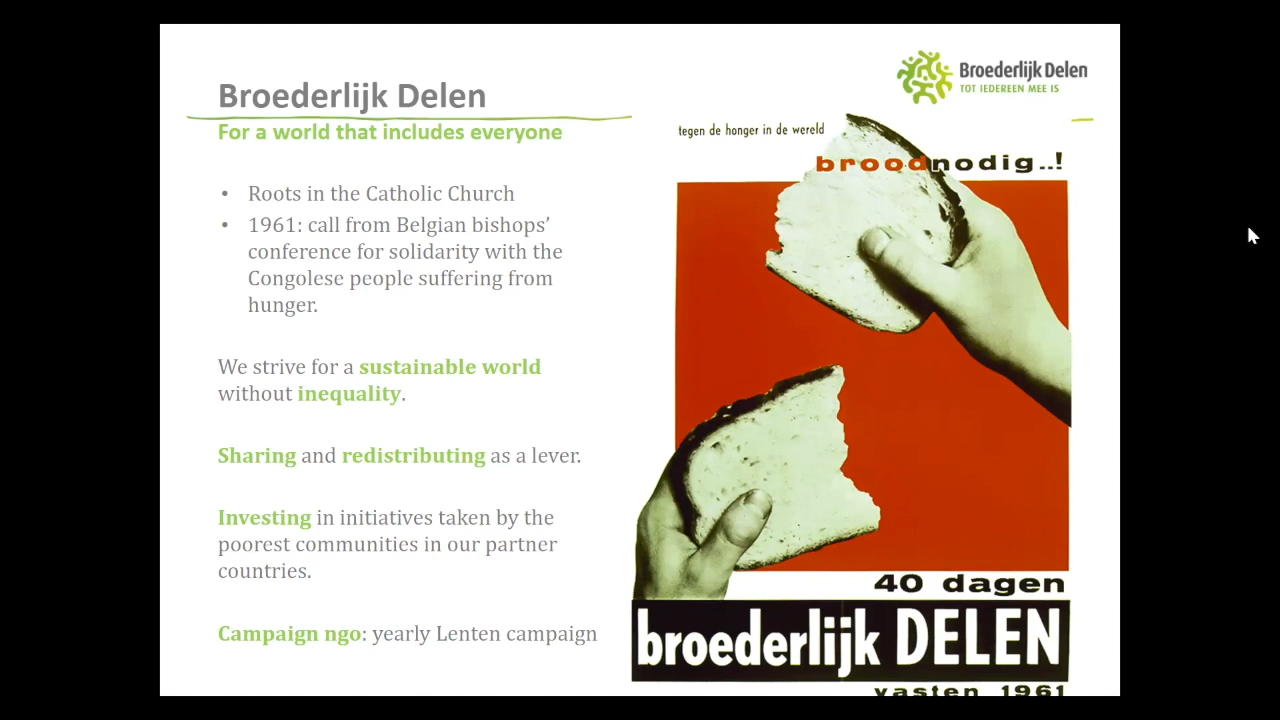 Broederlijk Delen
For a world that includes everyone
• Roots in the Catholic Church
• 1961: call from Belgian bishops’
conference for solidarity with the
Congolese people suffering from
hunger.
We strive for a sustainable world
without inequality.
Sharing and redistributing as a lever.
Investing in initiatives taken by the
poorest communities in our partner
countries.
Campaign ngo: yearly Lenten campaign
Broederlijk Delen
TOT IEDEREEN MEE IS
tegen de honger in de wereld
broodnodig..!
40 dagen
broederlijk DELEN
vasten 1961